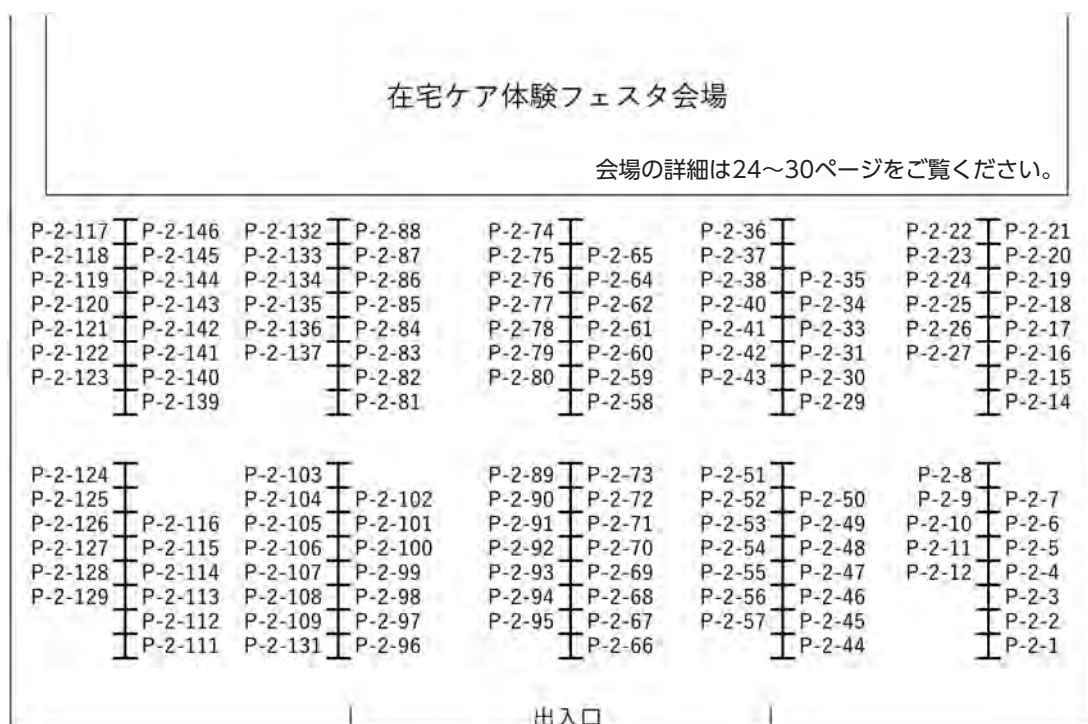 在宅ケア体験フェスタ会場
会場の詳細は24～30ページをご覧ください。
P-2-117 P-2-146 P-2-132 P-2-88 P-2-74 P-2-36 P-2-22 P-2-21
P-2-118 P-2-145 P-2-133 P-2-87 P-2-75 P-2-65 P-2-37 P-2-23 P-2-20
P-2-119 P-2-144 P-2-134 P-2-86 P-2-76 P-2-64 P-2-38 P-2-35 P-2-24 P-2-19
P-2-120 P-2-143 P-2-135 P-2-85 P-2-77 P-2-62 P-2-40 P-2-34 P-2-25 P-2-18
P-2-121 P-2-142 P-2-136 P-2-84 P-2-78 P-2-61 P-2-41 P-2-33 P-2-26 P-2-17
P-2-122 P-2-141 P-2-137 P-2-83 P-2-79 P-2-60 P-2-42 P-2-31 P-2-27 P-2-16
P-2-123 P-2-140 P-2-82 P-2-80 P-2-59 P-2-43 P-2-30 P-2-15
P-2-139 P-2-81 P-2-58 P-2-29 P-2-14
P-2-124 P-2-103 P-2-89 P-2-73 P-2-51 P-2-8
P-2-125 P-2-104 P-2-102 P-2-90 P-2-72 P-2-52 P-2-50 P-2-9 P-2-7
P-2-126 P-2-116 P-2-105 P-2-101 P-2-91 P-2-71 P-2-53 P-2-49 P-2-10 P-2-6
P-2-127 P-2-115 P-2-106 P-2-100 P-2-92 P-2-70 P-2-54 P-2-48 P-2-11 P-2-5
P-2-128 P-2-114 P-2-107 P-2-99 P-2-93 P-2-69 P-2-55 P-2-47 P-2-12 P-2-4
P-2-129 P-2-113 P-2-108 P-2-98 P-2-94 P-2-68 P-2-56 P-2-46 P-2-3
P-2-112 P-2-109 P-2-97 P-2-95 P-2-67 P-2-57 P-2-45 P-2-2
P-2-111 P-2-131 P-2-96 P-2-66 P-2-44 P-2-1
出入口